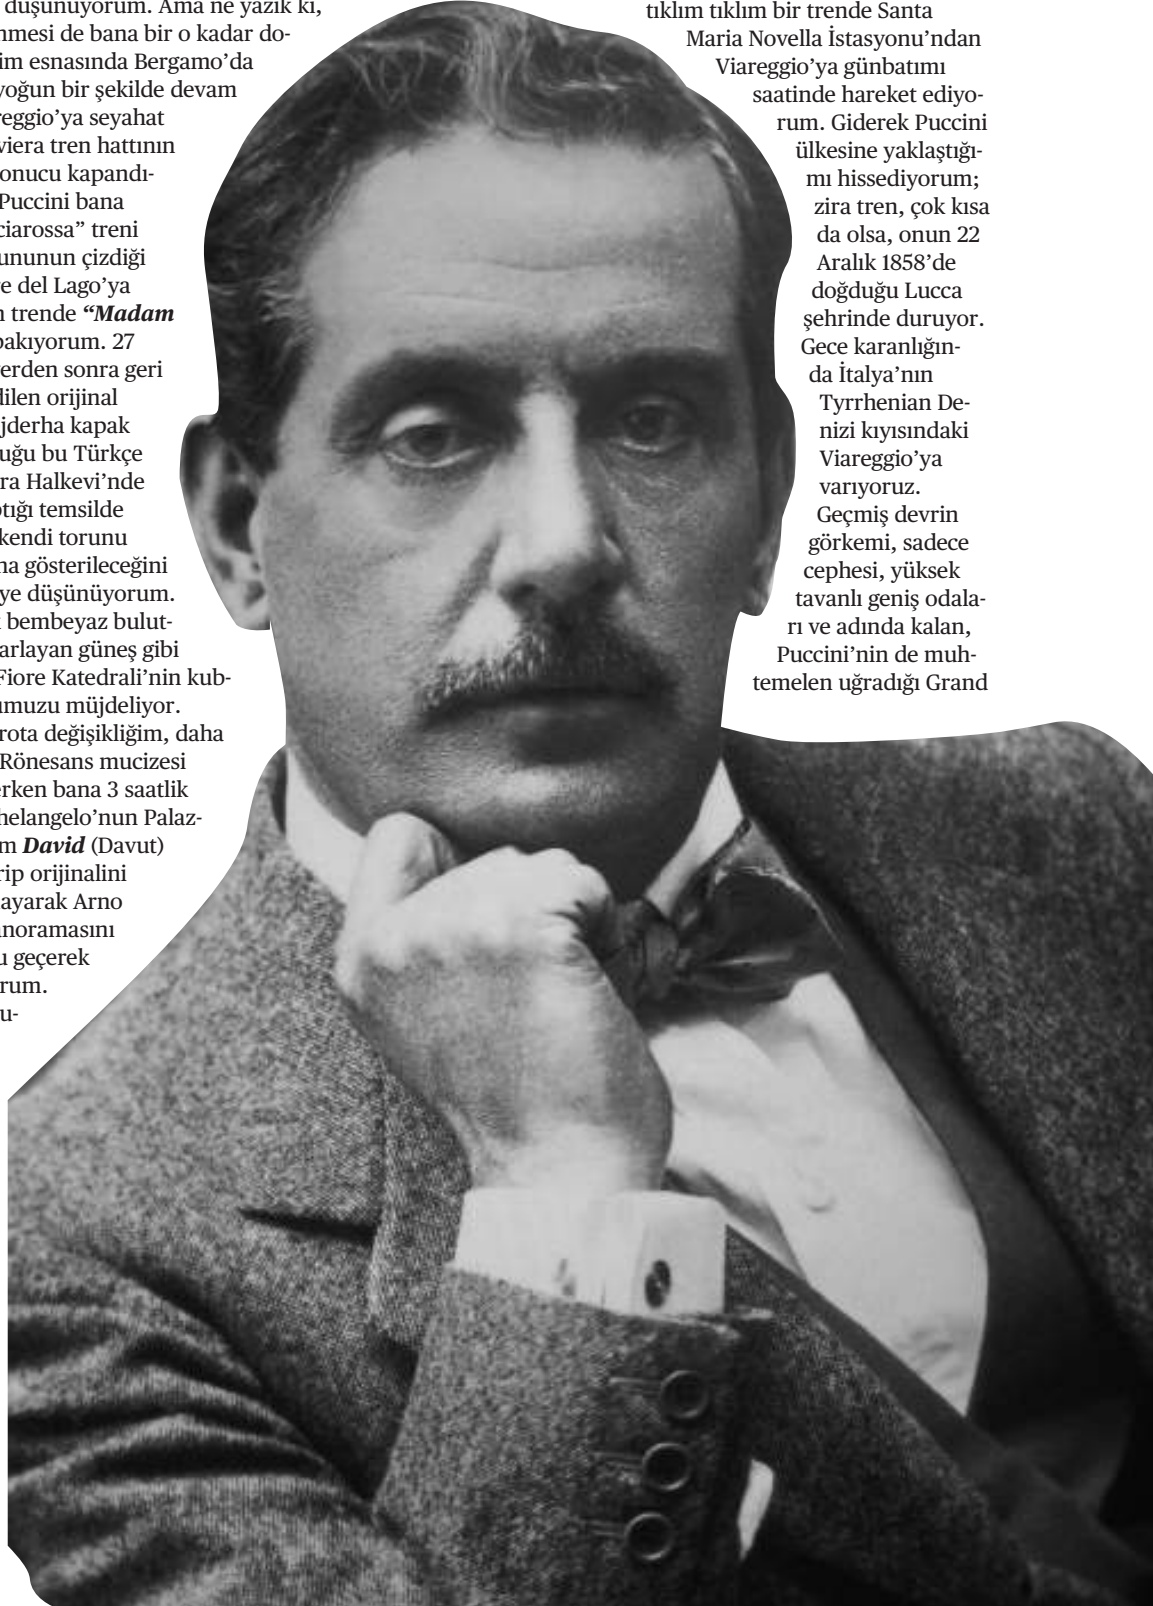 düşünüyorum. Ama ne yazık ki,
nmesi de bana bir o kadar do-
im esnasında Bergamo’da
yoğun bir şekilde devam
reggio’ya seyahat
viera tren hattının
onucu kapandı-
Puccini bana
ciarossa” treni
ununun çizdiği
e del Lago’ya
n trende “Madam
bakıyorum. 27
erden sonra geri
dilen orijinal
jderha kapak
uğu bu Türkçe
ra Halkevi’nde
ptığı temsilde
kendi torunu
na gösterileceğini
ye düşünüyorum.
k bembeyaz bulut-
arlayan güneş gibi
Fiore Katedrali’nin kub-
umuzu müjdeliyor.
rota değişikliğim, daha
Rönesans mucizesi
erken bana 3 saatlik
helangelo’nun Palaz-
m David (Davut)
rip orijinalini
layarak Arno
anoramasını
u geçerek
rum.
u-
tıklım tıklım bir trende Santa
Maria Novella İstasyonu’ndan
Viareggio’ya günbatımı
saatinde hareket ediyo-
rum. Giderek Puccini
ülkesine yaklaştığı-
mı hissediyorum;
zira tren, çok kısa
da olsa, onun 22
Aralık 1858’de
doğduğu Lucca
şehrinde duruyor.
Gece karanlığın-
da İtalya’nın
Tyrrhenian De-
nizi kıyısındaki
Viareggio’ya
varıyoruz.
Geçmiş devrin
görkemi, sadece
cephesi, yüksek
tavanlı geniş odala-
rı ve adında kalan,
Puccini’nin de muh-
temelen uğradığı Grand